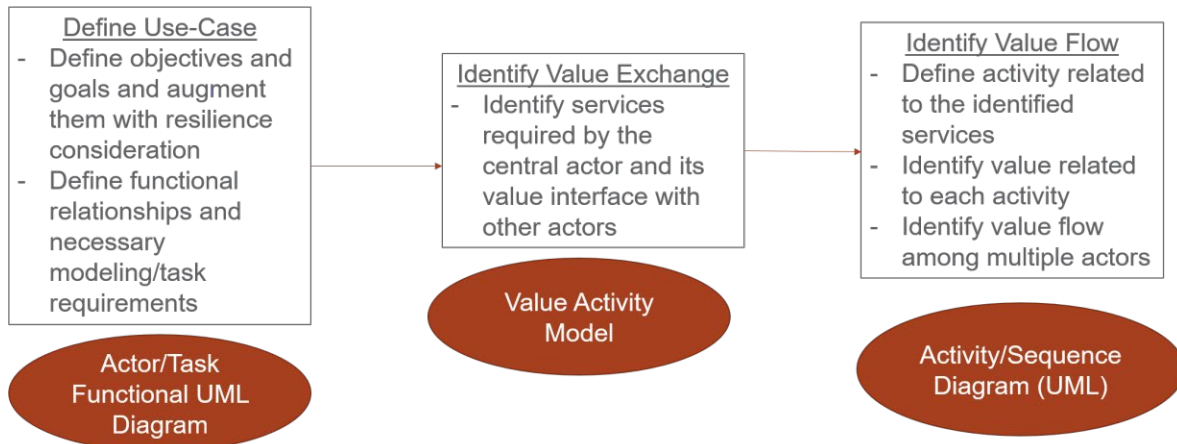 Define Use-Case
- Define objectives and
goals and augment
them with resilience
consideration
- Define functional
relationships and
necessary
modeling/task
requirements
Actor/Task
Functional UML
Diagram
Identify Value Exchange
- Identify services
required by the
central actor and its
value interface with
other actors
Value Activity
Model
Identify Value Flow
- Define activity related
to the identified
services
- Identify value related
to each activity
- Identify value flow
among multiple actors
Activity/Sequence
Diagram (UML)